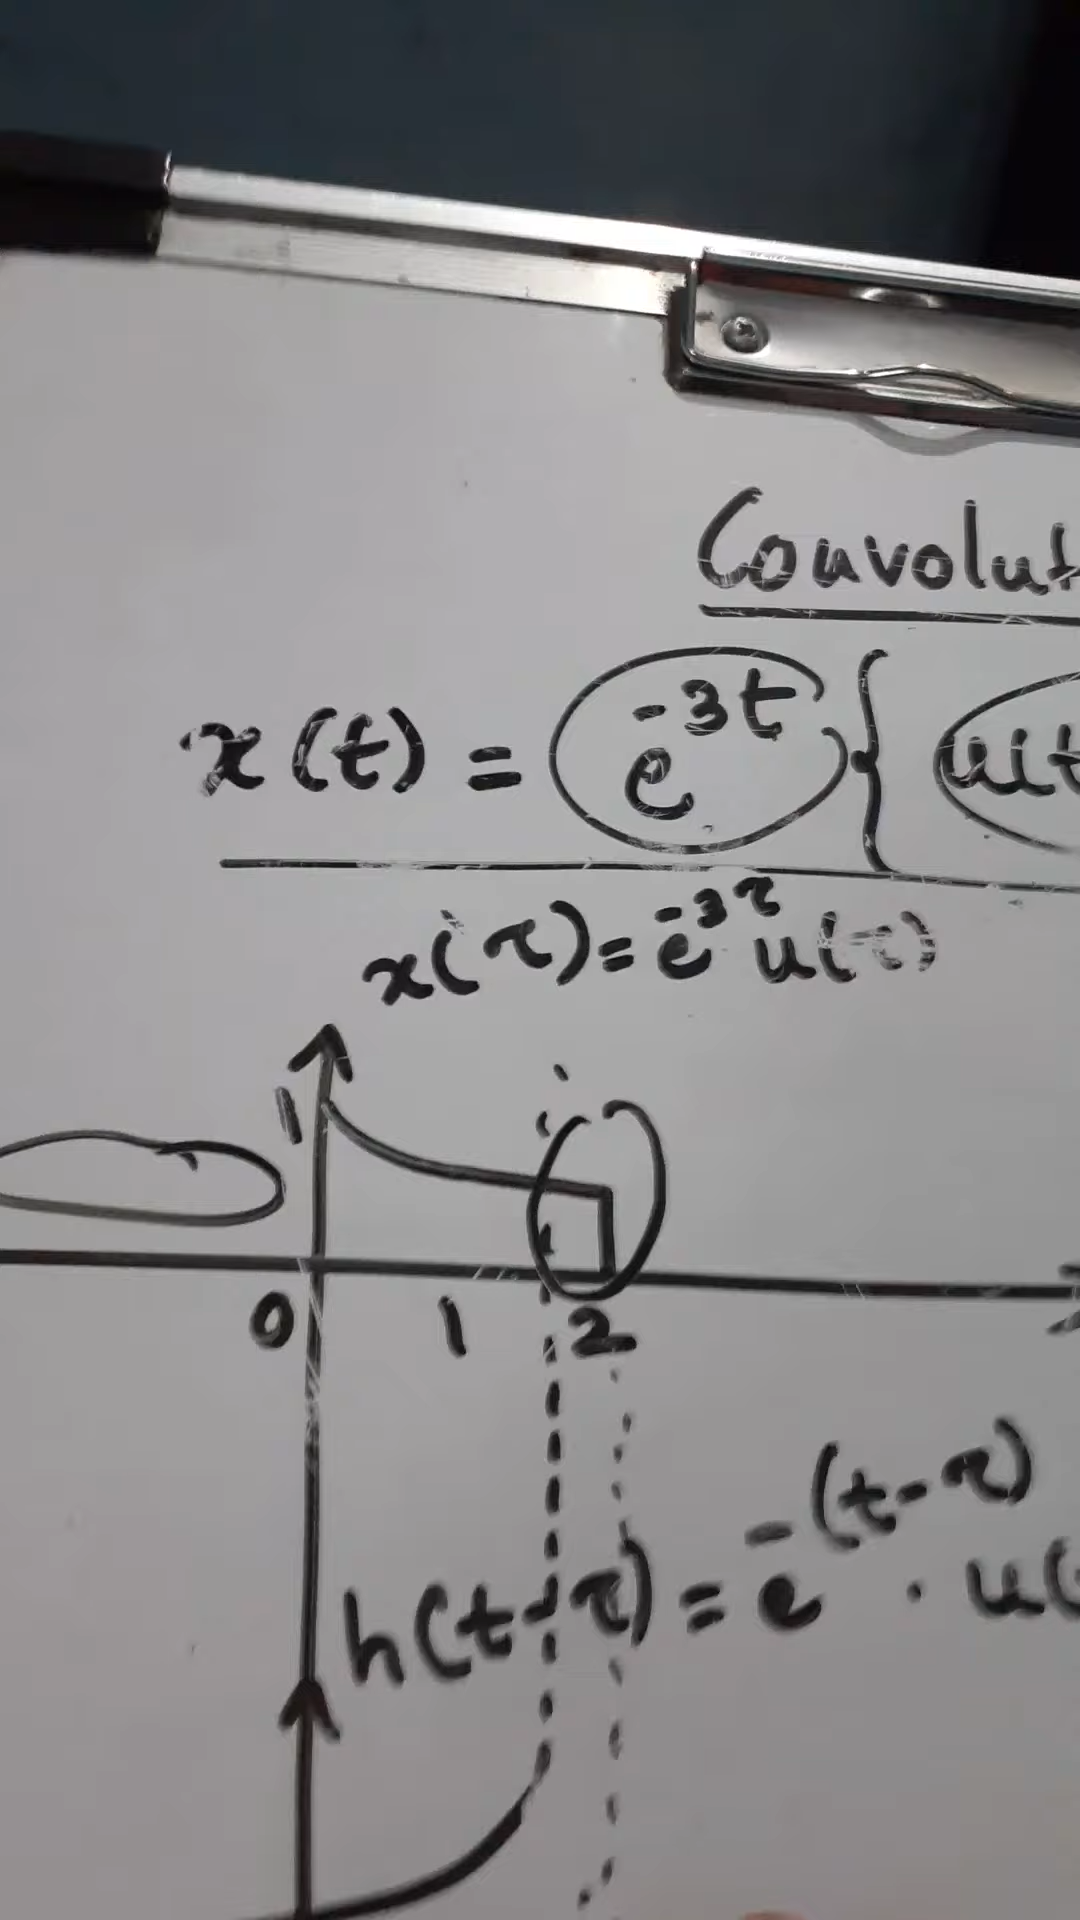 Convolut
x(t) = e^-3t { u(t
x(τ) = e^-3τ u(τ)
1
0 1 2
h(t-τ) = e^-(t-τ) . u(